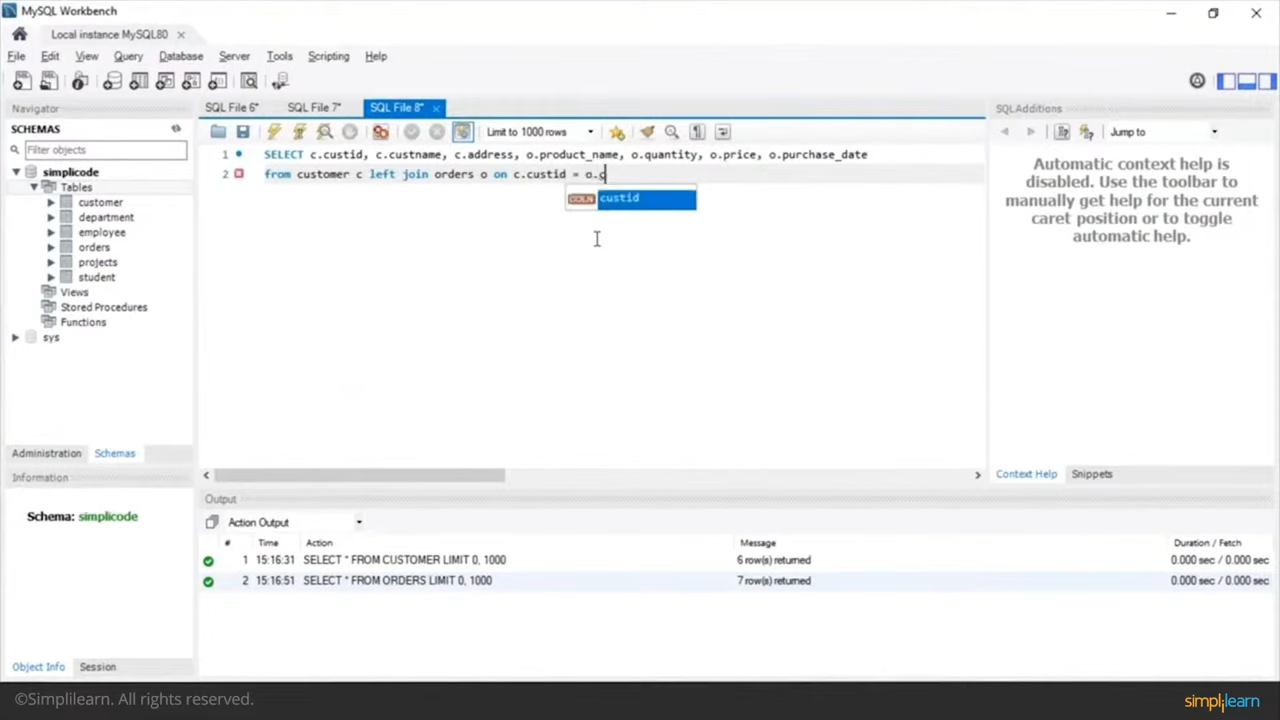 MySQL Workbench
Local instance MySQL80
File Edit View Query Database Server Tools Scripting Help
Navigator
SCHEMAS
Filter objects
simplicode
Tables
customer
department
employee
orders
projects
student
Views
Stored Procedures
Functions
sys
Administration Schemas
Information
Schema: simplicode
Object Info Session
SQL File 6* SQL File 7* SQL File 8*
Limit to 1000 rows
1 SELECT c.custid, c.custname, c.address, o.product_name, o.quantity, o.price, o.purchase_date
2 from customer c left join orders o on c.custid = o.c
COLN custid
SQLAdditions
Jump to
Automatic context help is
disabled. Use the toolbar to
manually get help for the current
caret position or to toggle
automatic help.
Context Help Snippets
Output
Action Output
# Time Action Message Duration / Fetch
1 15:16:31 SELECT * FROM CUSTOMER LIMIT 0, 1000 6 row(s) returned 0.000 sec / 0.000 sec
2 15:16:51 SELECT * FROM ORDERS LIMIT 0, 1000 7 row(s) returned 0.000 sec / 0.000 sec
©Simplilearn. All rights reserved.
simplilearn